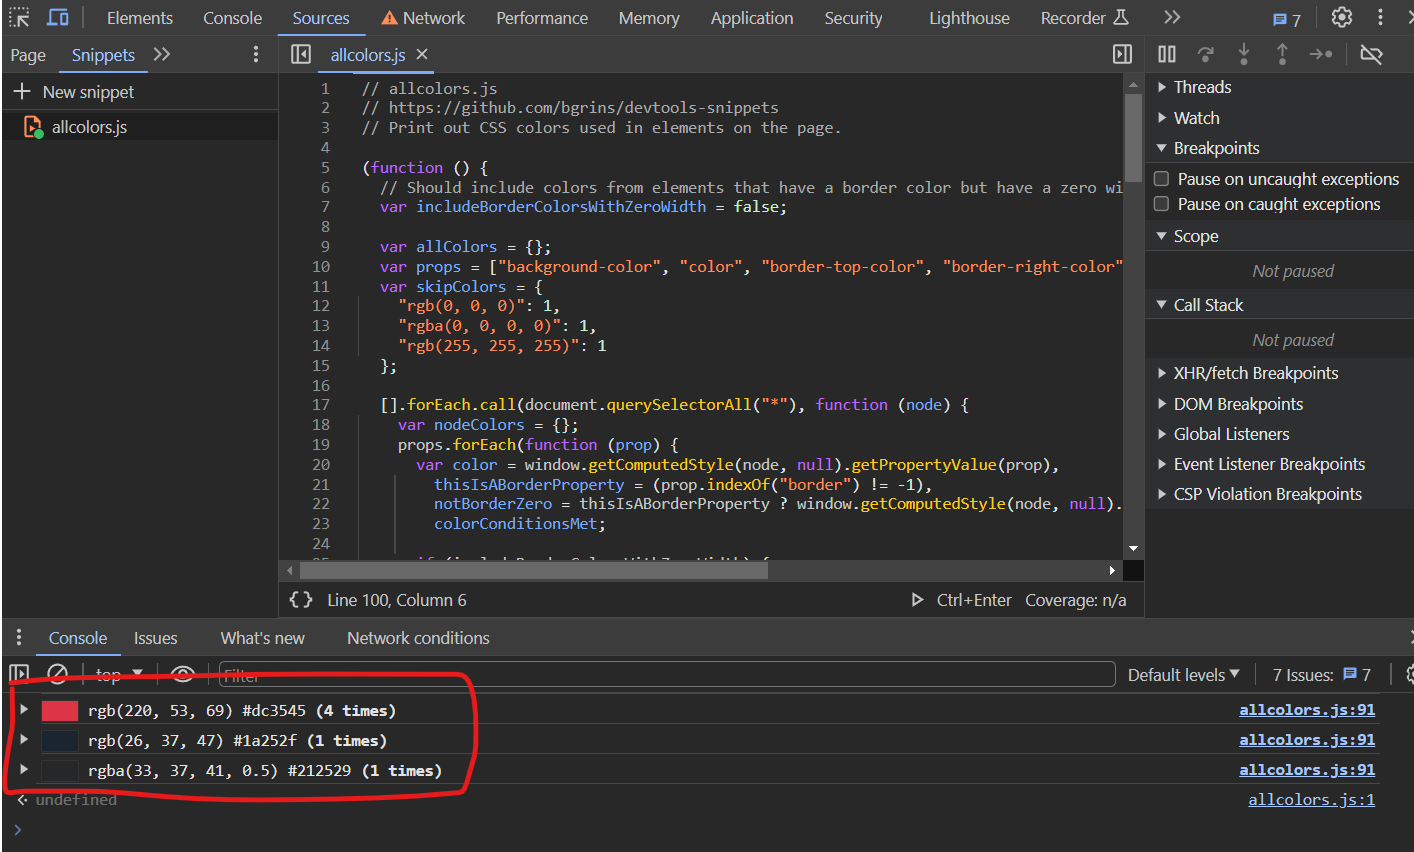 Elements Console Sources Network Performance Memory Application Security Lighthouse Recorder 7
Page Snippets
allcolors.js
New snippet
allcolors.js
1 // allcolors.js
2 // https://github.com/bgrins/devtools-snippets
3 // Print out CSS colors used in elements on the page.
4
5 (function () {
6 // Should include colors from elements that have a border color but have a zero wi
7 var includeBorderColorsWithZeroWidth = false;
8
9 var allColors = {};
10 var props = ["background-color", "color", "border-top-color", "border-right-color"
11 var skipColors = {
12 "rgb(0, 0, 0)": 1,
13 "rgba(0, 0, 0, 0)": 1,
14 "rgb(255, 255, 255)": 1
15 };
16
17 [].forEach.call(document.querySelectorAll("*"), function (node) {
18 var nodeColors = {};
19 props.forEach(function (prop) {
20 var color = window.getComputedStyle(node, null).getPropertyValue(prop),
21 thisIsABorderProperty = (prop.indexOf("border") != -1),
22 notBorderZero = thisIsABorderProperty ? window.getComputedStyle(node, null).
23 colorConditionsMet;
24
{} Line 100, Column 6 Ctrl+Enter Coverage: n/a
Threads
Watch
Breakpoints
Pause on uncaught exceptions
Pause on caught exceptions
Scope
Not paused
Call Stack
Not paused
XHR/fetch Breakpoints
DOM Breakpoints
Global Listeners
Event Listener Breakpoints
CSP Violation Breakpoints
Console Issues What's new Network conditions
top Filter Default levels 7 Issues: 7
rgb(220, 53, 69) #dc3545 (4 times) allcolors.js:91
rgb(26, 37, 47) #1a252f (1 times) allcolors.js:91
rgba(33, 37, 41, 0.5) #212529 (1 times) allcolors.js:91
undefined allcolors.js:1